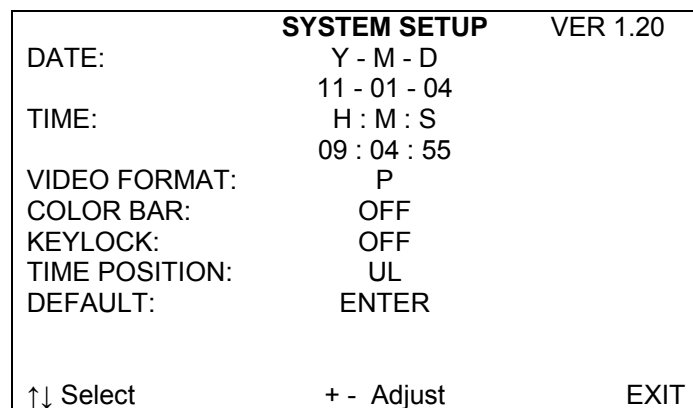 SYSTEM SETUP VER 1.20
DATE: Y - M - D
11 - 01 - 04
TIME: H : M : S
09 : 04 : 55
VIDEO FORMAT: P
COLOR BAR: OFF
KEYLOCK: OFF
TIME POSITION: UL
DEFAULT: ENTER
↑↓ Select + - Adjust EXIT